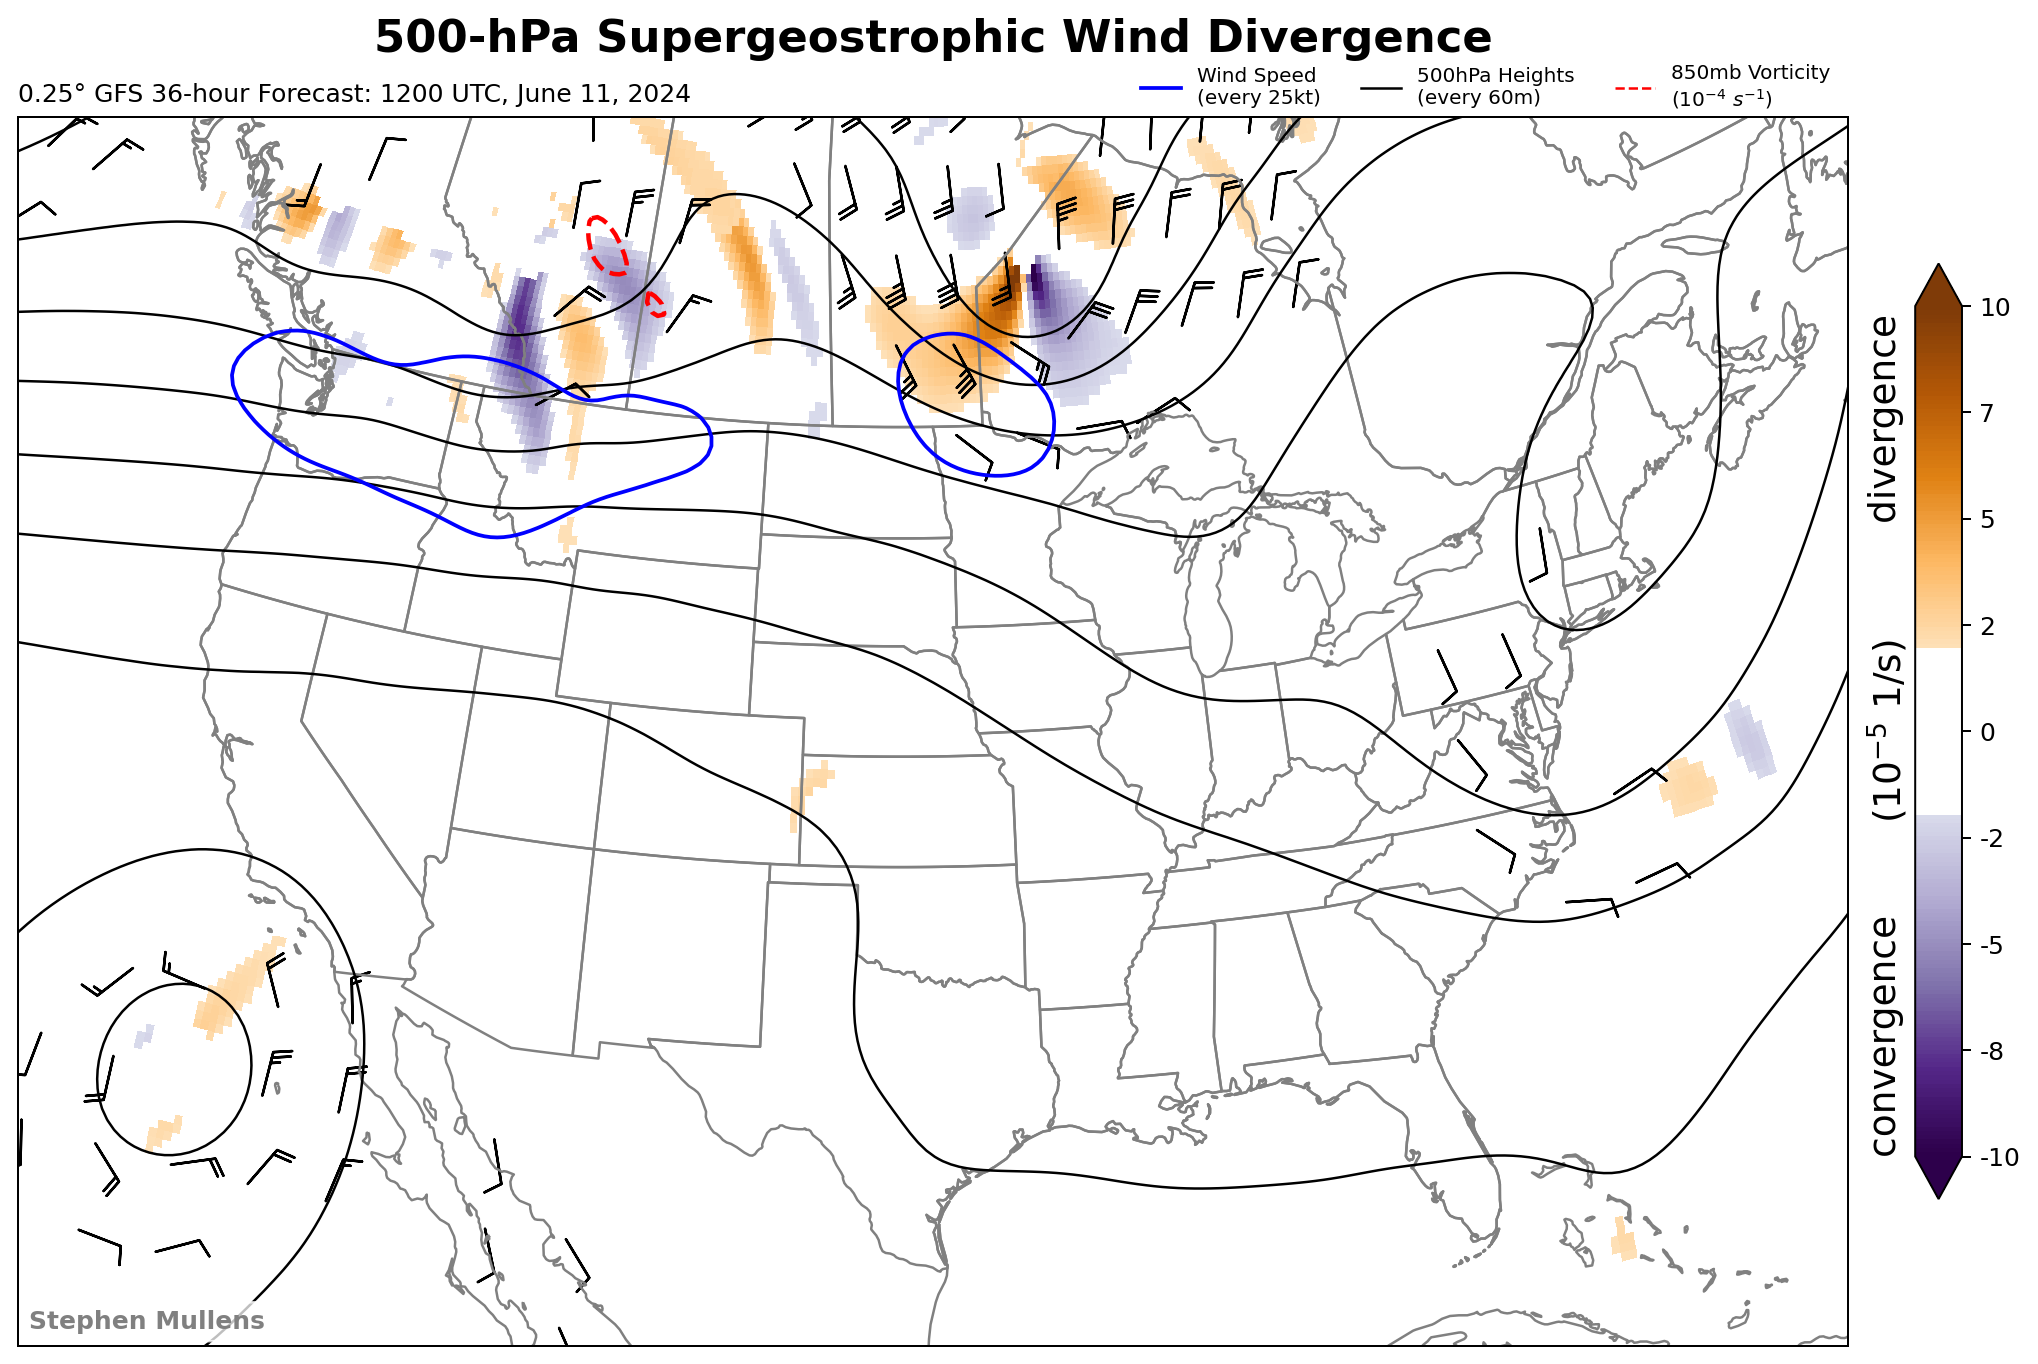 500-hPa Supergeostrophic Wind Divergence
0.25° GFS 36-hour Forecast: 1200 UTC, June 11, 2024
Wind Speed
(every 25kt)
500hPa Heights
(every 60m)
850mb Vorticity
(10⁻⁴ s⁻¹)
10
7
5
2
0
-2
-5
-8
-10
convergence (10⁻⁵ 1/s) divergence
Stephen Mullens